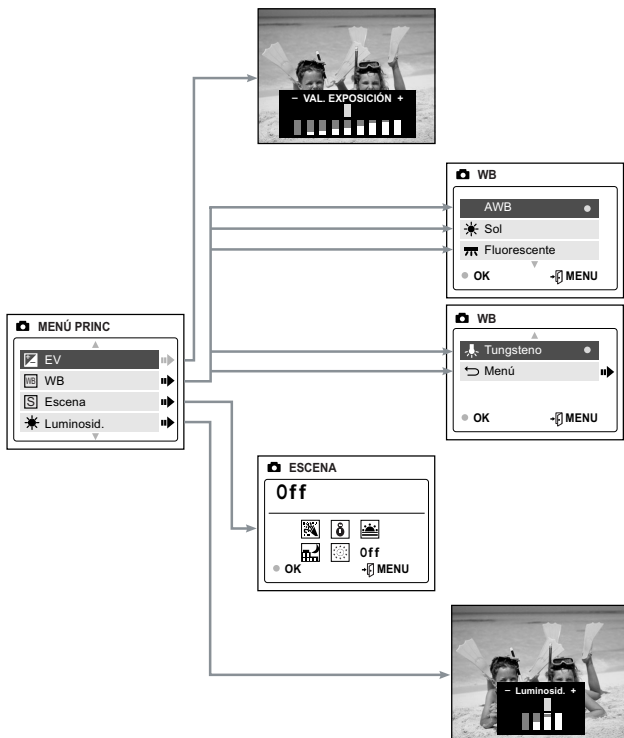 – VAL. EXPOSICIÓN +
WB
AWB
Sol
Fluorescente
OK MENU
MENÚ PRINC
EV
WB WB
S Escena
Luminosid.
WB
Tungsteno
Menú
OK MENU
ESCENA
Off
Off
OK MENU
– Luminosid. +